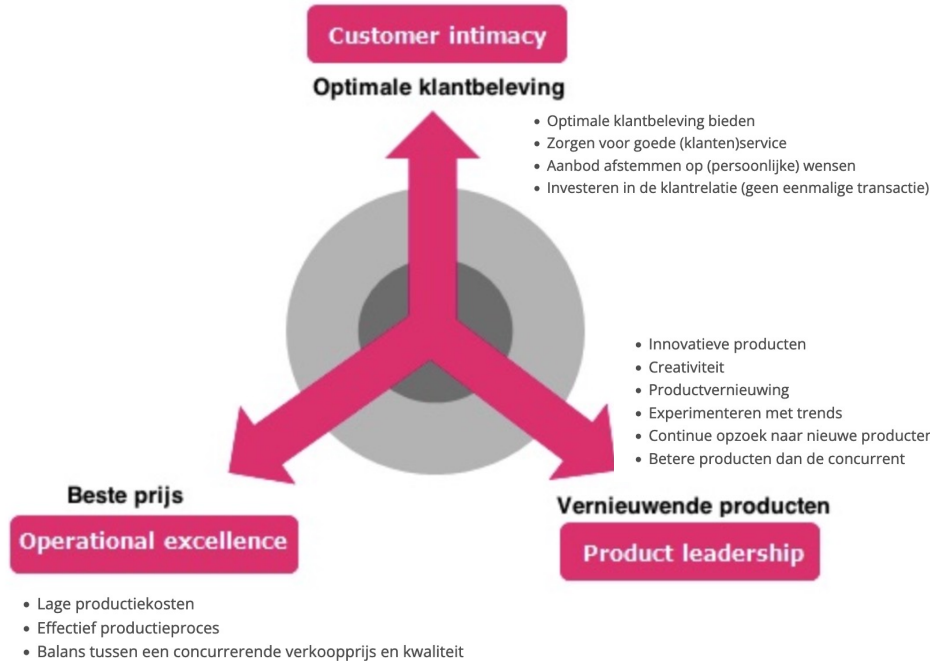 Customer intimacy
Optimale klantbeleving
• Optimale klantbeleving bieden
• Zorgen voor goede (klanten)service
• Aanbod afstemmen op (persoonlijke) wensen
• Investeren in de klantrelatie (geen eenmalige transactie)
• Innovatieve producten
• Creativiteit
• Productvernieuwing
• Experimenteren met trends
• Continue opzoek naar nieuwe producten
• Betere producten dan de concurrent
Beste prijs
Operational excellence
Vernieuwende producten
Product leadership
• Lage productiekosten
• Effectief productieproces
• Balans tussen een concurrerende verkoopprijs en kwaliteit